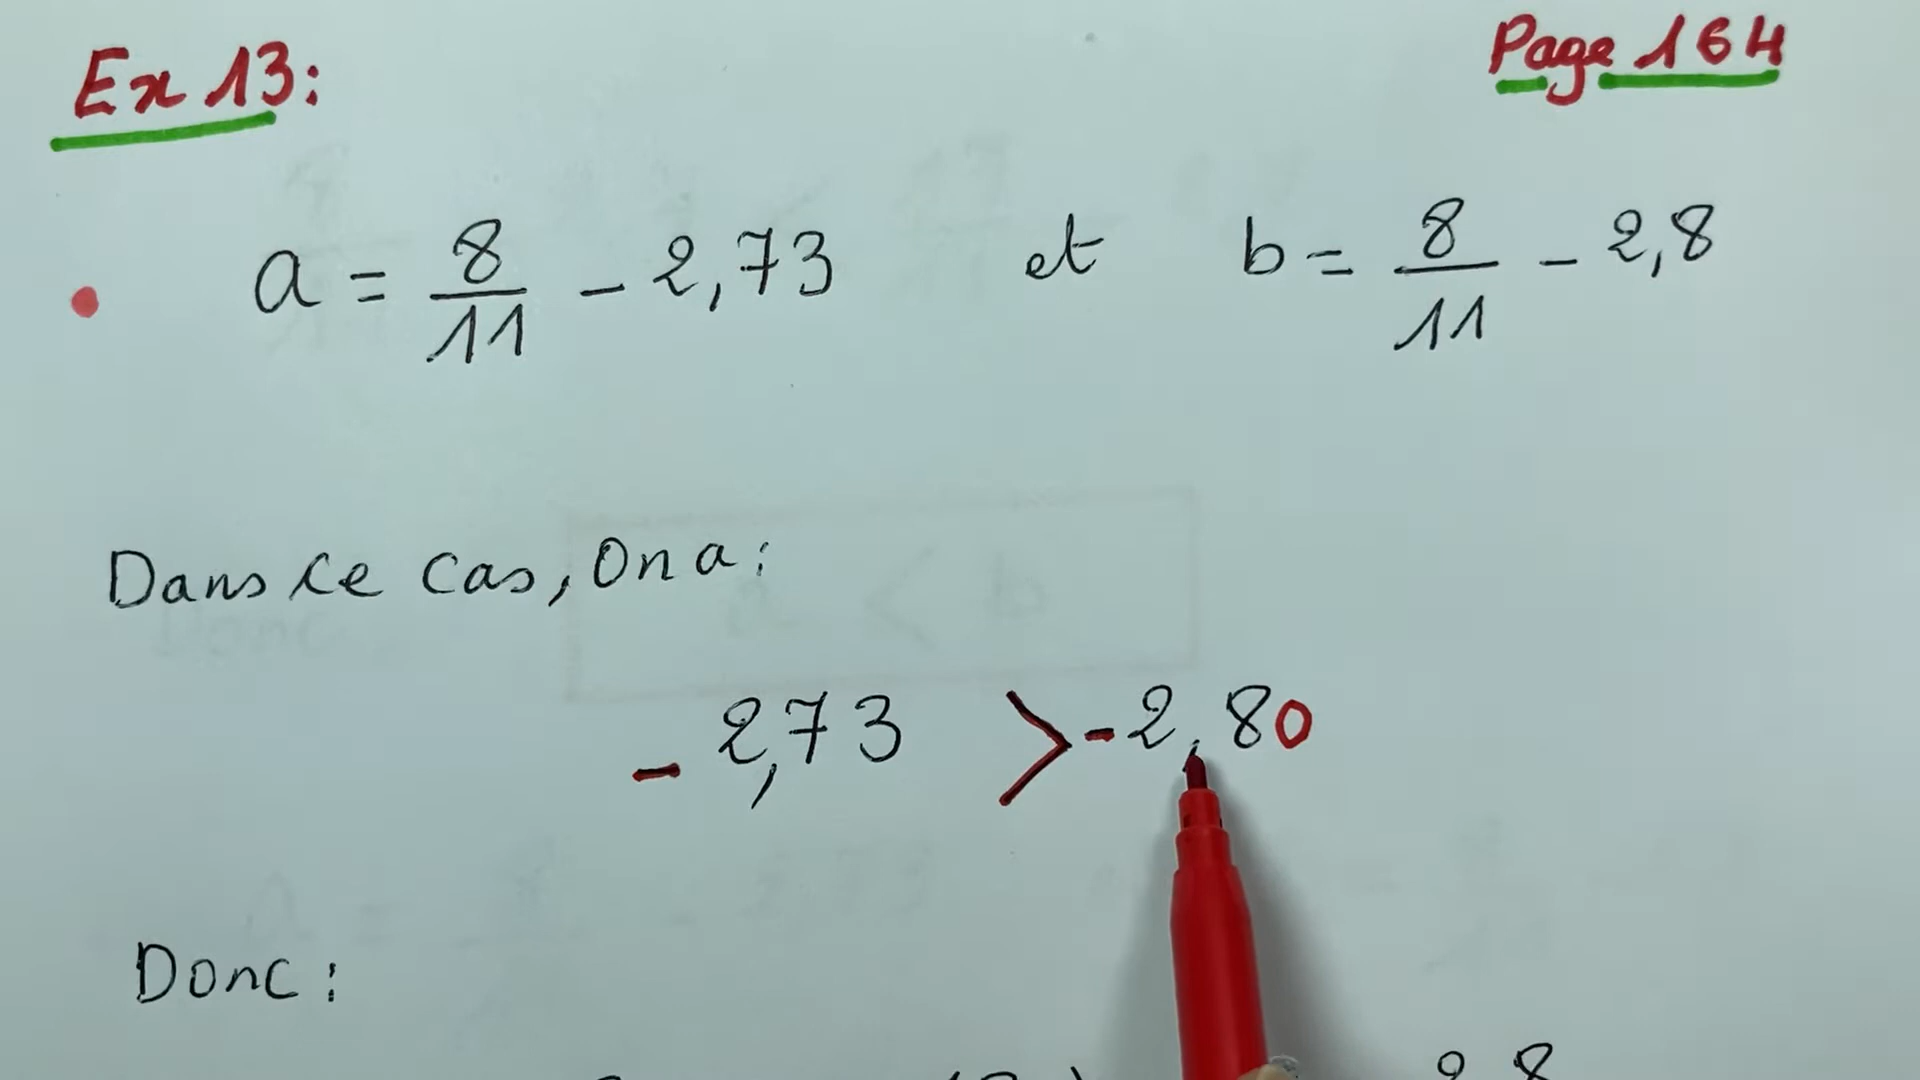 Ex 13:
Page 164
a = 8/11 - 2,73 et b = 8/11 - 2,8
Dans ce cas, On a:
- 2,73 > - 2,80
Donc: